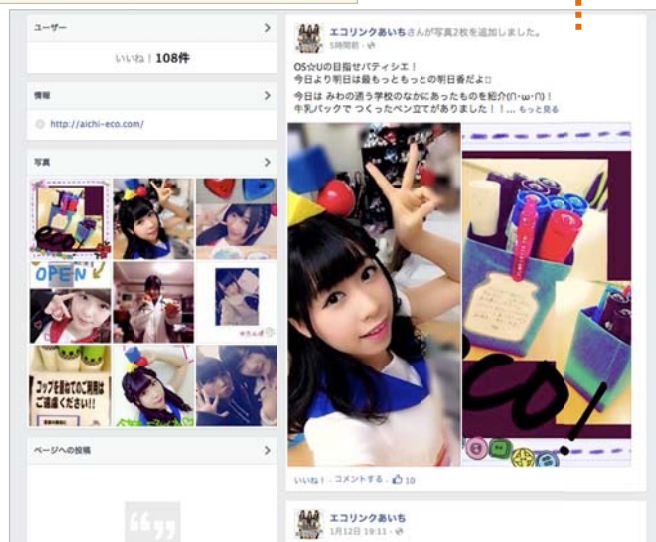 ユーザー
いいね！ 108件
情報
http://aichi-eco.com/
写真
OPEN
コップを重ねてのご利用は
ご遠慮ください!!
ページへの投稿
エコリンクあいちさんが写真2枚を追加しました。
5時間前
OS☆Uの目指せパティシエ！
今日より明日は最もっともっとの明日香だよ□
今日は みわの通う学校のなかにあったものを紹介(∩･ω･∩)！
牛乳パックで つくったペン立てがありました！！... もっと見る
ECO!
いいね！ · コメントする · 10
エコリンクあいち
1月12日 19:11